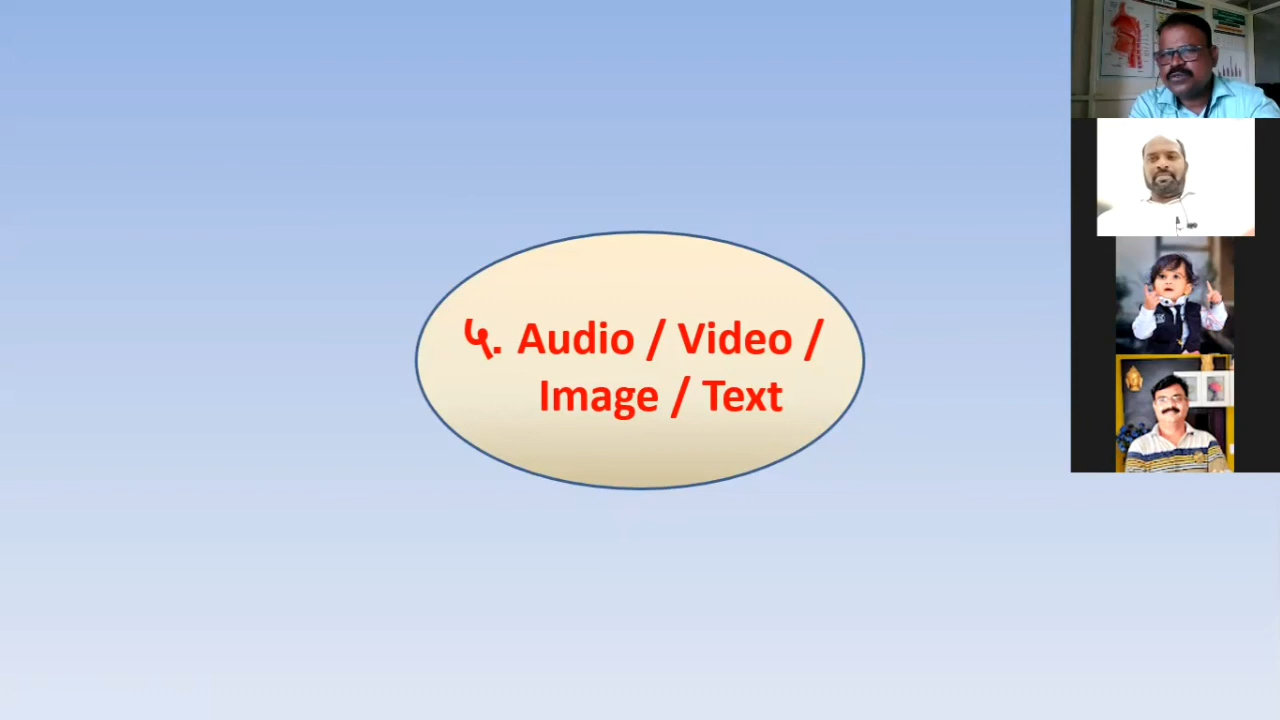 ५. Audio / Video /
Image / Text